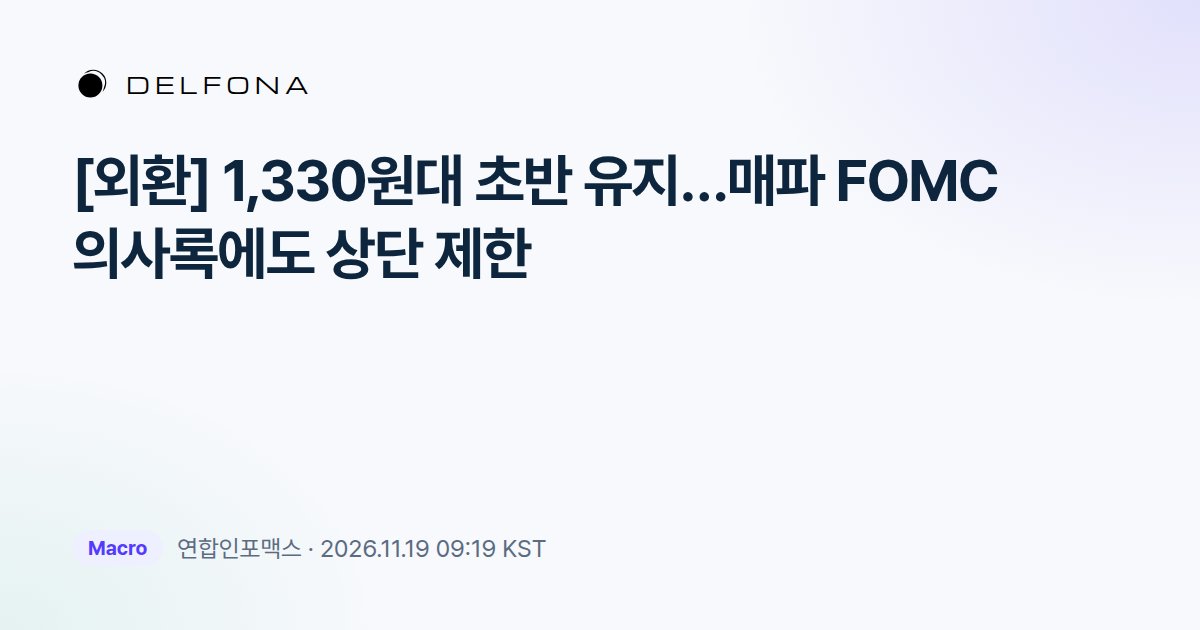 DELFONA
[외환] 1,330원대 초반 유지…매파 FOMC
의사록에도 상단 제한
Macro 연합인포맥스 · 2026.11.19 09:19 KST